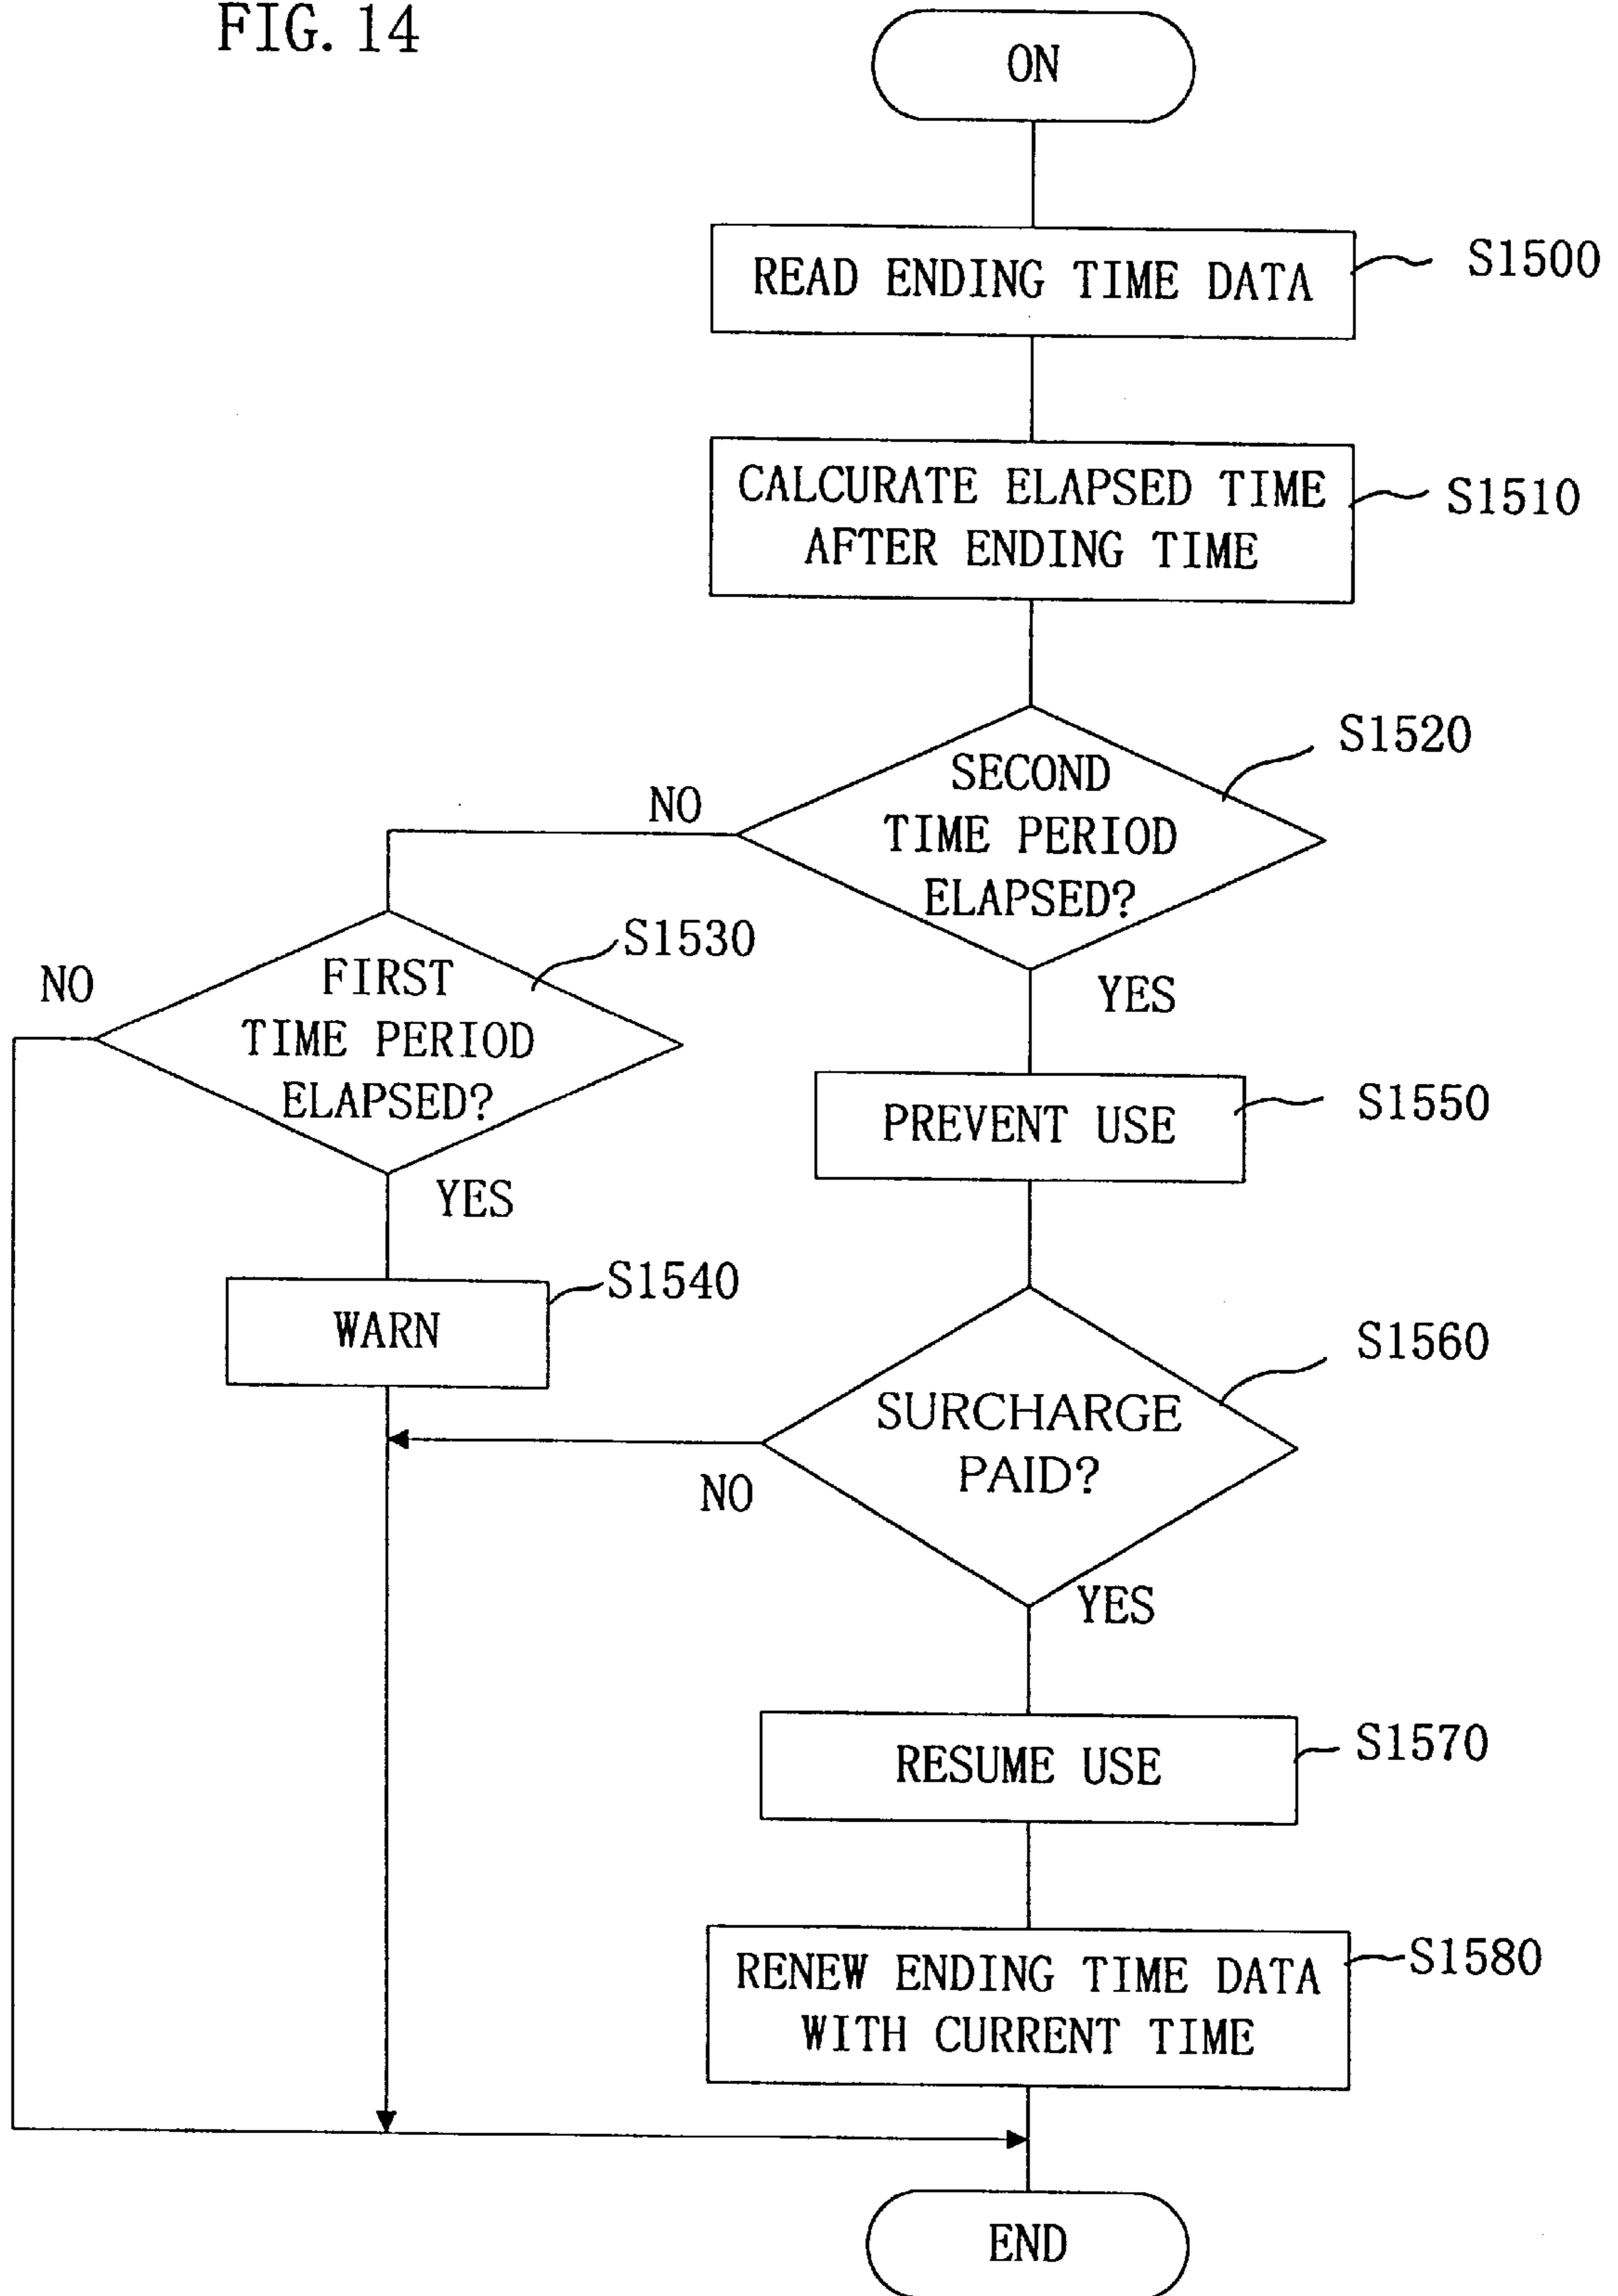 FIG. 14
ON
READ ENDING TIME DATA
S1500
CALCURATE ELAPSED TIME
AFTER ENDING TIME
S1510
SECOND
TIME PERIOD
ELAPSED?
S1520
NO
YES
FIRST
TIME PERIOD
ELAPSED?
S1530
NO
YES
PREVENT USE
S1550
WARN
S1540
SURCHARGE
PAID?
S1560
NO
YES
RESUME USE
S1570
RENEW ENDING TIME DATA
WITH CURRENT TIME
S1580
END